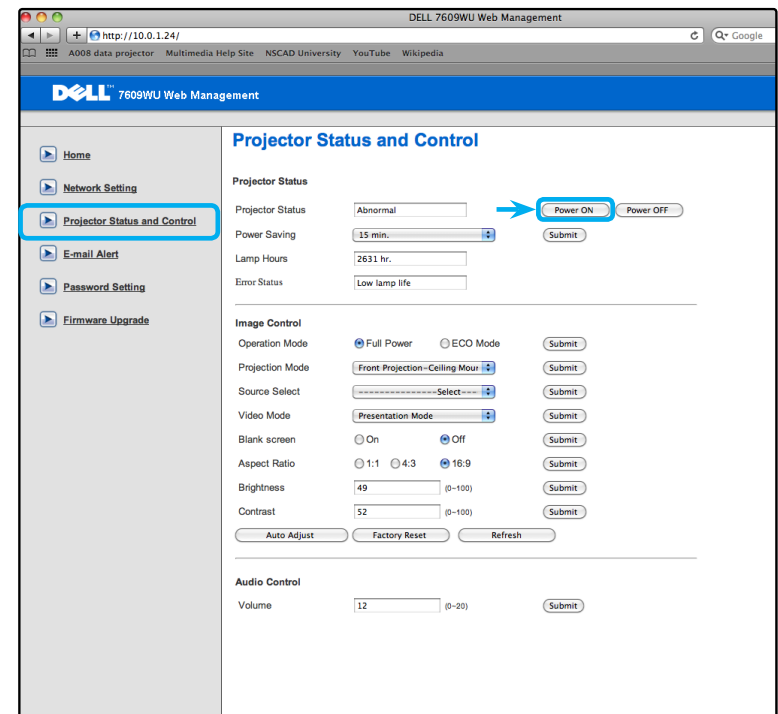 DELL 7609WU Web Management
http://10.0.1.24/
Google
A008 data projector Multimedia Help Site NSCAD University YouTube Wikipedia
DELL™ 7609WU Web Management
Home
Network Setting
Projector Status and Control
E-mail Alert
Password Setting
Firmware Upgrade
Projector Status and Control
Projector Status
Projector Status Abnormal Power ON Power OFF
Power Saving 15 min. Submit
Lamp Hours 2631 hr.
Error Status Low lamp life
Image Control
Operation Mode Full Power ECO Mode Submit
Projection Mode Front Projection-Ceiling Mour Submit
Source Select ---------------Select--- Submit
Video Mode Presentation Mode Submit
Blank screen On Off Submit
Aspect Ratio 1:1 4:3 16:9 Submit
Brightness 49 (0~100) Submit
Contrast 52 (0~100) Submit
Auto Adjust Factory Reset Refresh
Audio Control
Volume 12 (0~20) Submit